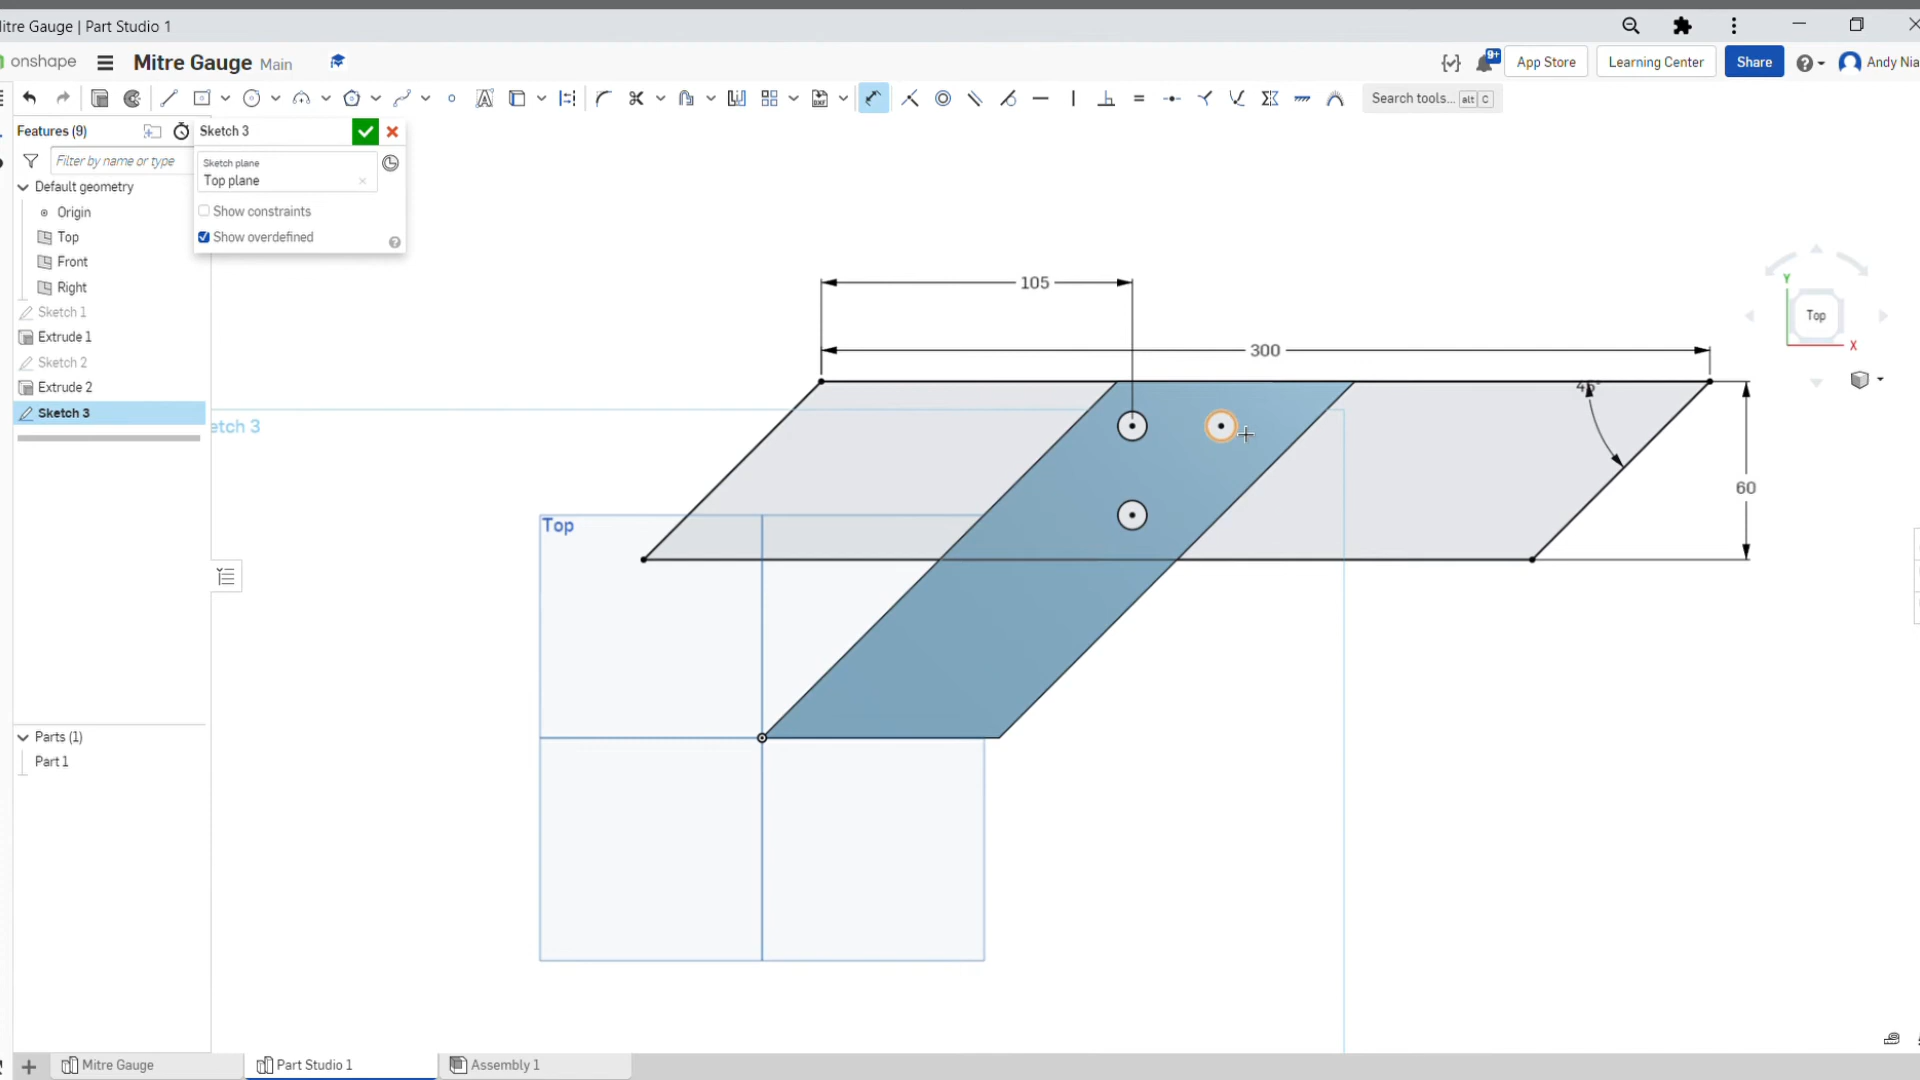 itre Gauge | Part Studio 1
onshape
Mitre Gauge Main
9+
App Store
Learning Center
Share
Andy Nia
Search tools... alt C
Features (9)
Filter by name or type
Default geometry
Origin
Top
Front
Right
Sketch 1
Extrude 1
Sketch 2
Extrude 2
Sketch 3
Sketch 3
Sketch plane
Top plane
Show constraints
Show overdefined
etch 3
105
300
45°
60
Top
Y
Top
X
Parts (1)
Part 1
Mitre Gauge
Part Studio 1
Assembly 1